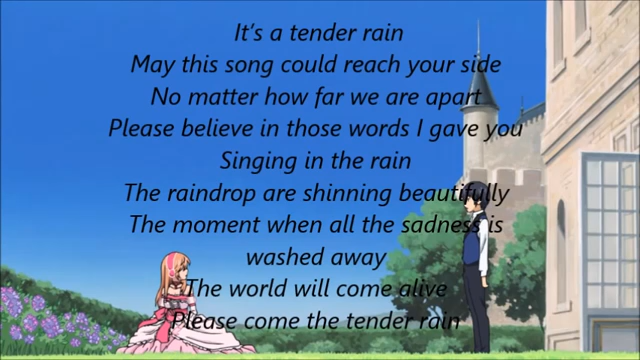 It's a tender rain
May this song could reach your side
No matter how far we are apart
Please believe in those words I gave you
Singing in the rain
The raindrop are shinning beautifully
The moment when all the sadness is
washed away
The world will come alive
Please come the tender rain